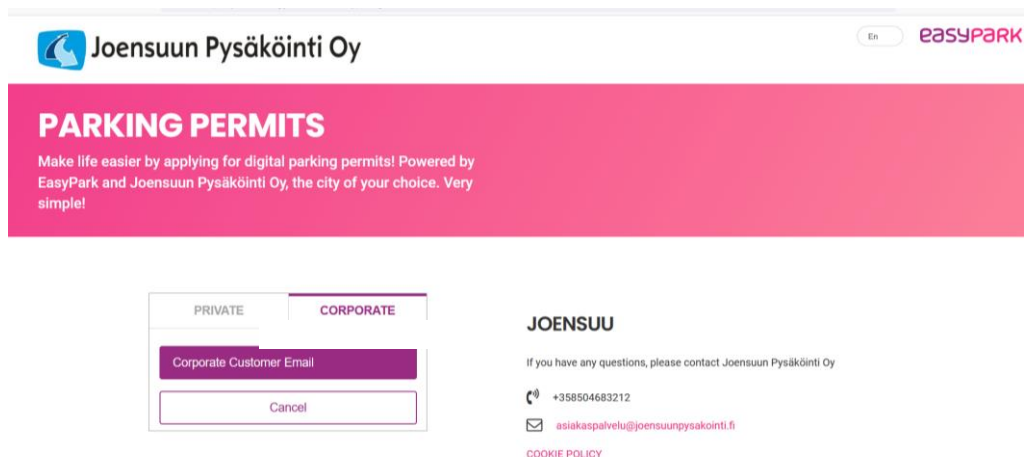 Joensuun Pysäköinti Oy
En
easyPark
PARKING PERMITS
Make life easier by applying for digital parking permits! Powered by
EasyPark and Joensuun Pysäköinti Oy, the city of your choice. Very
simple!
PRIVATE
CORPORATE
Corporate Customer Email
Cancel
JOENSUU
If you have any questions, please contact Joensuun Pysäköinti Oy
+358504683212
asiakaspalvelu@joensuunpysakointi.fi
COOKIE POLICY